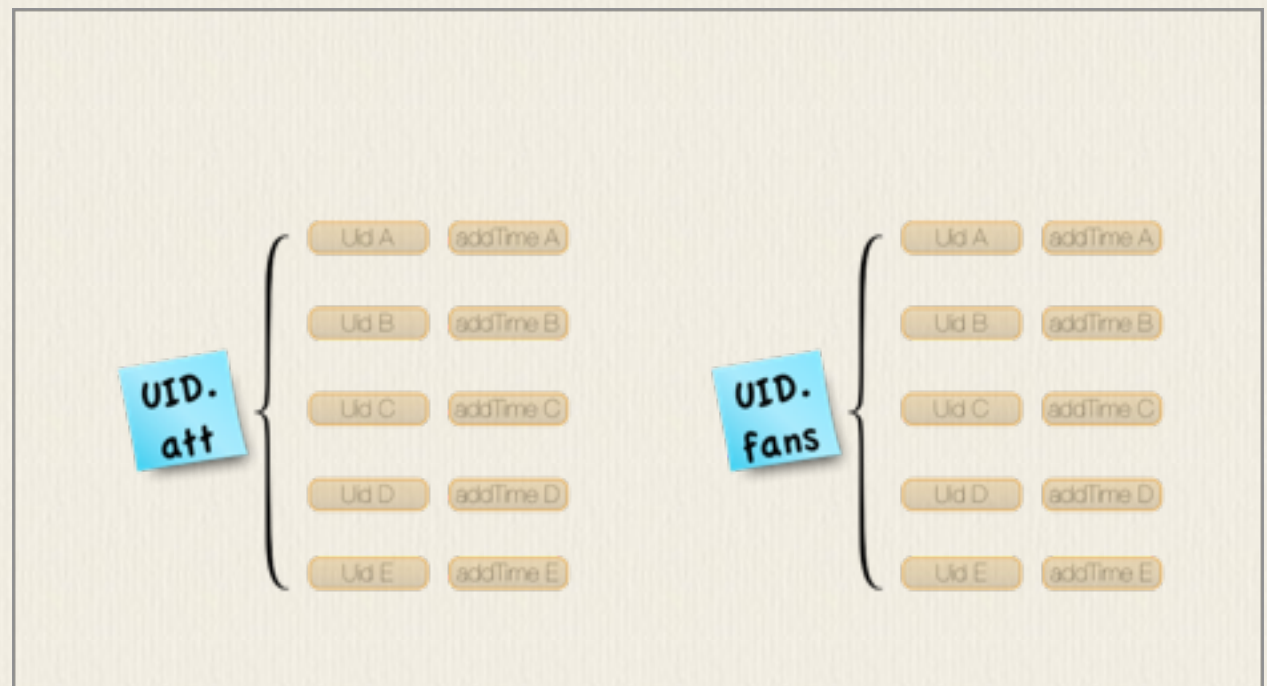 UID.
att
Uid A addTime A
Uid B addTime B
Uid C addTime C
Uid D addTime D
Uid E addTime E
UID.
fans
Uid A addTime A
Uid B addTime B
Uid C addTime C
Uid D addTime D
Uid E addTime E